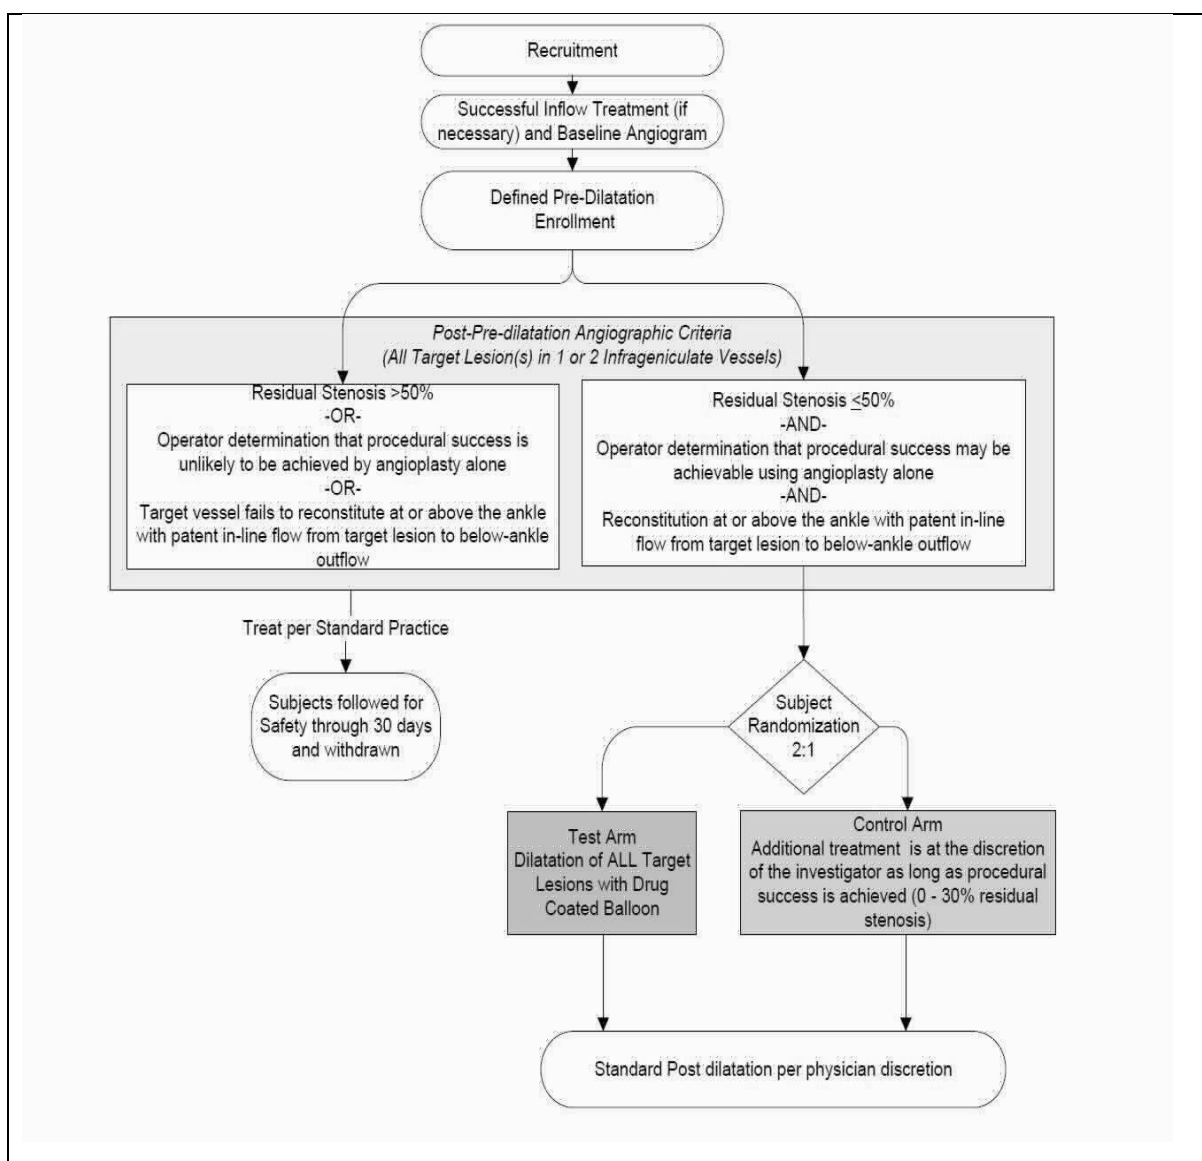 Recruitment
Successful Inflow Treatment (if
necessary) and Baseline Angiogram
Defined Pre-Dilatation
Enrollment
Post-Pre-dilatation Angiographic Criteria
(All Target Lesion(s) in 1 or 2 Infrageniculate Vessels)
Residual Stenosis >50%
-OR-
Operator determination that procedural success is
unlikely to be achieved by angioplasty alone
-OR-
Target vessel fails to reconstitute at or above the ankle
with patent in-line flow from target lesion to below-ankle
outflow
Residual Stenosis ≤50%
-AND-
Operator determination that procedural success may be
achievable using angioplasty alone
-AND-
Reconstitution at or above the ankle with patent in-line
flow from target lesion to below-ankle outflow
Treat per Standard Practice
Subjects followed for
Safety through 30 days
and withdrawn
Subject
Randomization
2:1
Test Arm
Dilatation of ALL Target
Lesions with Drug
Coated Balloon
Control Arm
Additional treatment is at the discretion
of the investigator as long as procedural
success is achieved (0 - 30% residual
stenosis)
Standard Post dilatation per physician discretion